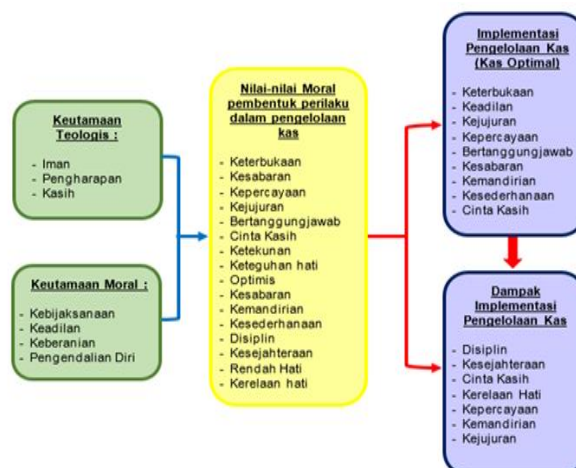 Keutamaan
Teologis :
- Iman
- Pengharapan
- Kasih
Keutamaan Moral :
- Kebijaksanaan
- Keadilan
- Keberanian
- Pengendalian Diri
Nilai-nilai Moral
pembentuk perilaku
dalam pengelolaan
kas
- Keterbukaan
- Kesabaran
- Kepercayaan
- Kejujuran
- Bertanggungjawab
- Cinta Kasih
- Ketekunan
- Keteguhan hati
- Optimis
- Kesabaran
- Kemandirian
- Kesederhanaan
- Disiplin
- Kesejahteraan
- Rendah Hati
- Kerelaan hati
Implementasi
Pengelolaan Kas
(Kas Optimal)
- Keterbukaan
- Keadilan
- Kejujuran
- Kepercayaan
- Bertanggungjawab
- Kesabaran
- Kemandirian
- Kesederhanaan
- Cinta Kasih
Dampak
Implementasi
Pengelolaan Kas
- Disiplin
- Kesejahteraan
- Cinta Kasih
- Kerelaan Hati
- Kepercayaan
- Kemandirian
- Kejujuran